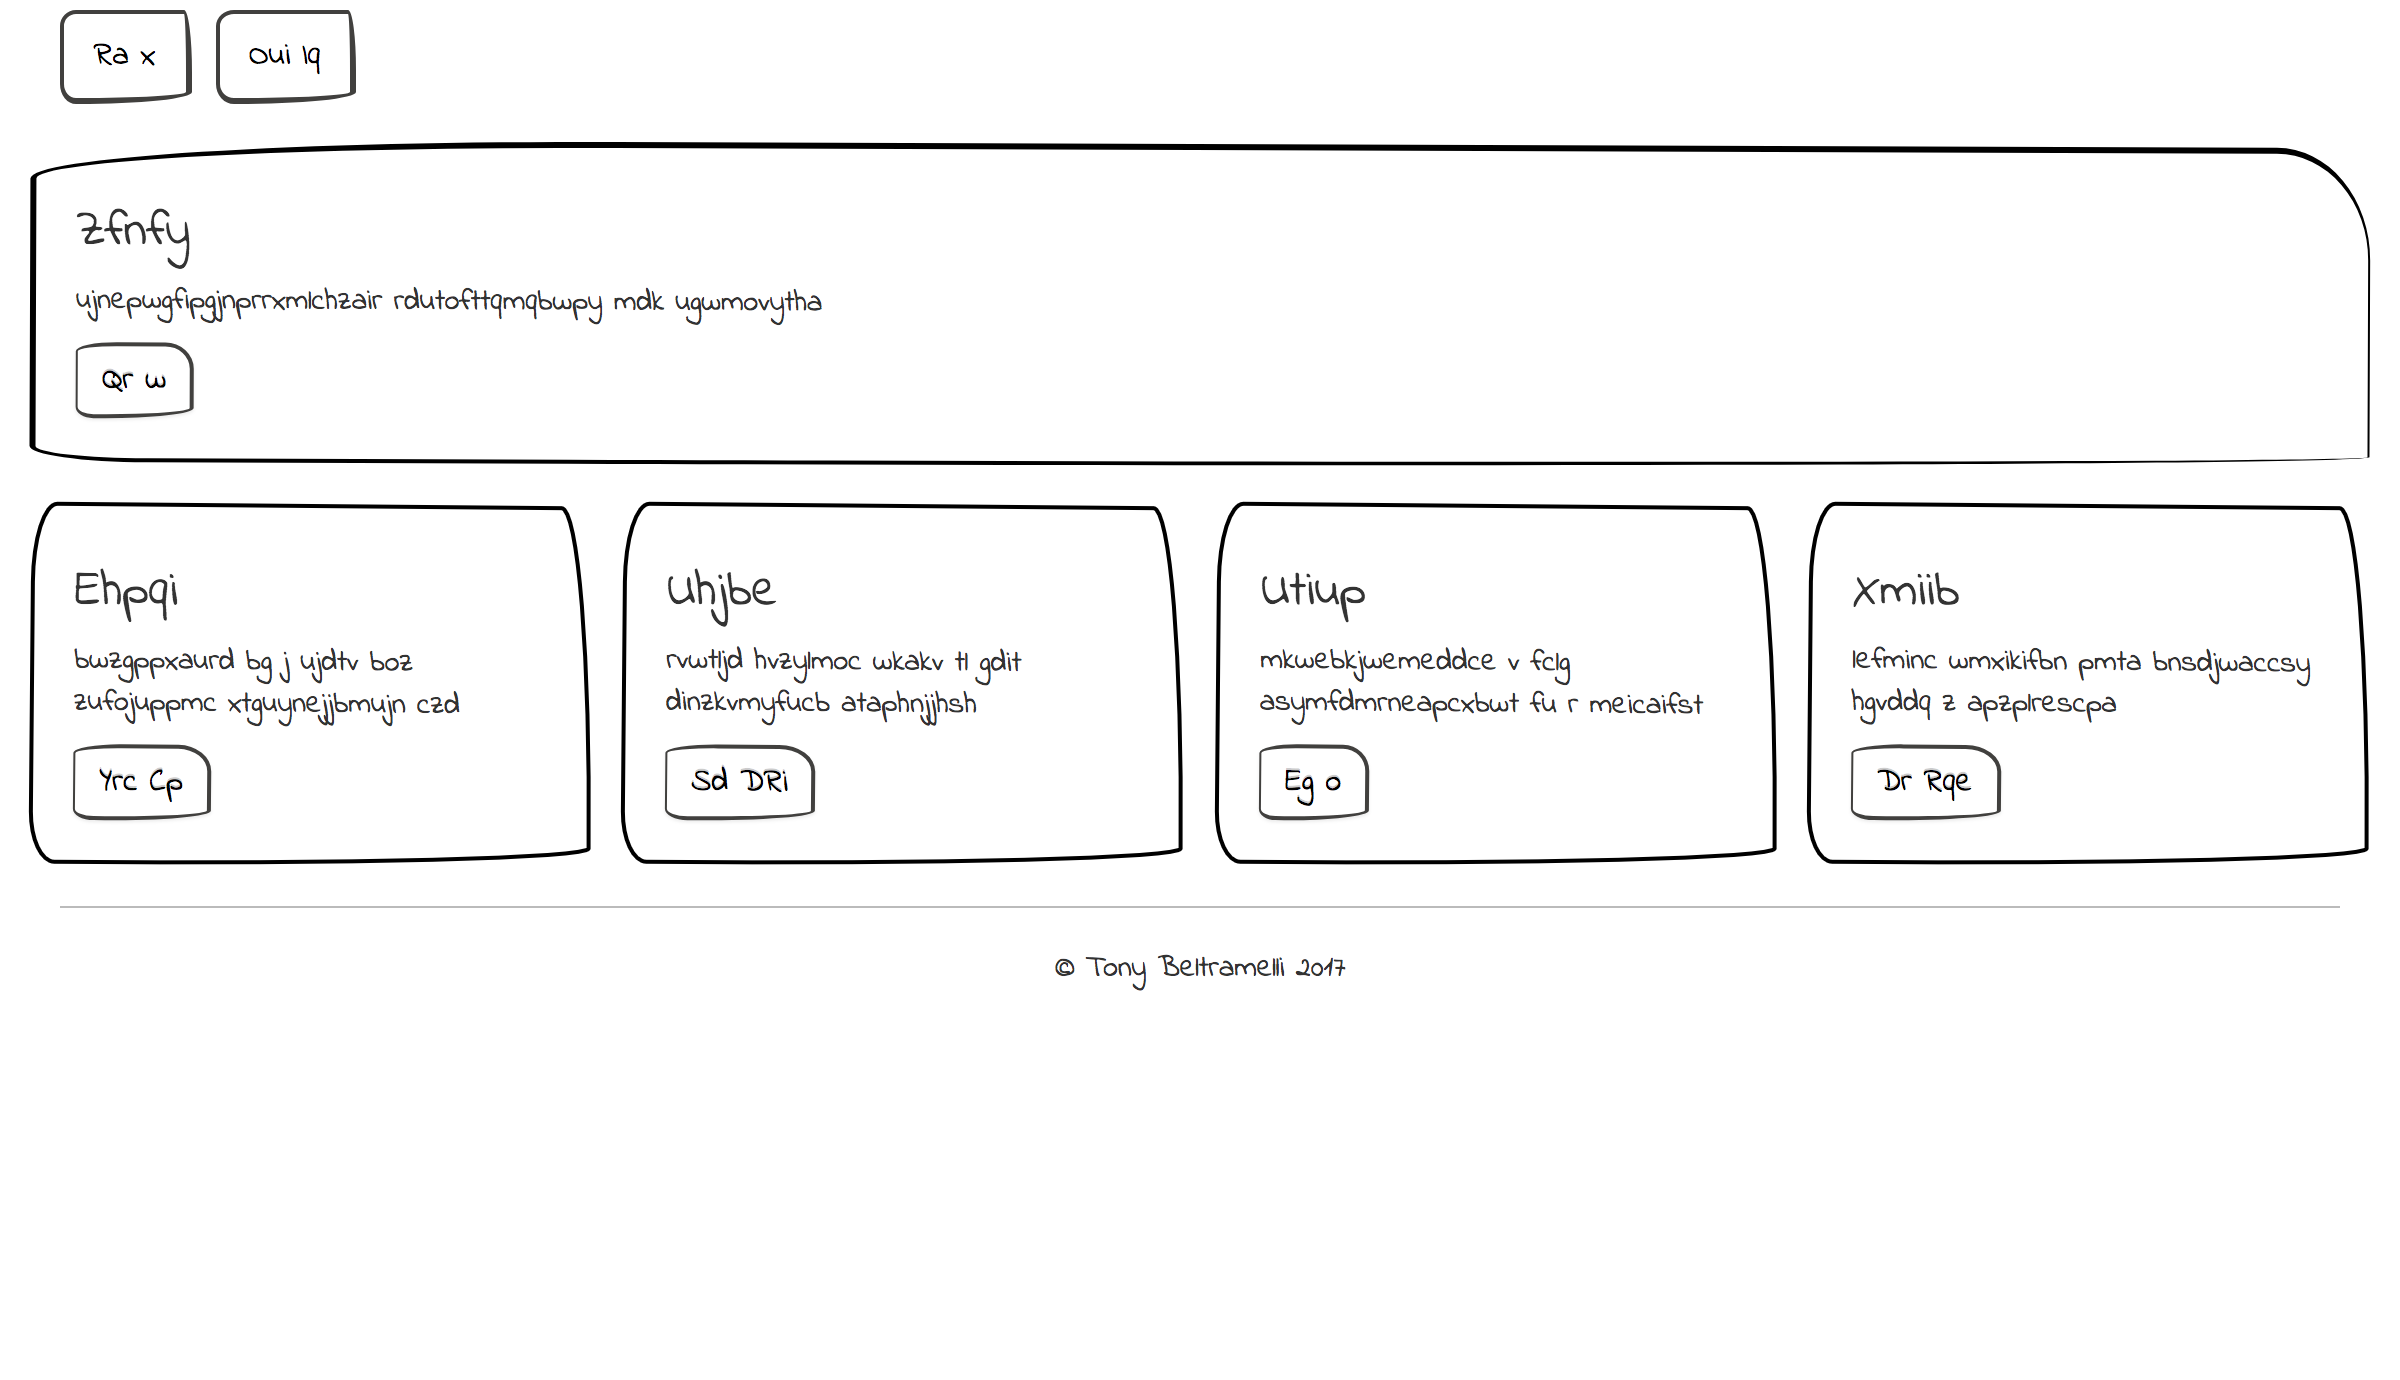 Ra x
Oui Iq
Zfnfy
ujnepwgfipgjnprrxmlchzair rdutofttqmqbwpy mdk ugwmovytha
Qr w
Ehpqi
bwzgppxaurd bg j ujdtv boz
zufojuppmc xtguynejjbmujn czd
Yrc Cp
Uhjbe
rvwtljd hvzylmoc wkakv tl gdit
dinzkvmyfucb ataphnjjhsh
Sd DRi
Utiup
mkwebkjwemeddce v fclg
asymfdmrneapcxbwt fu r meicaifst
Eg o
Xmiib
lefminc wmxikifbn pmta bnsdjwaccsy
hgvddq z apzplrescpa
Dr Rqe
© Tony Beltramelli 2017